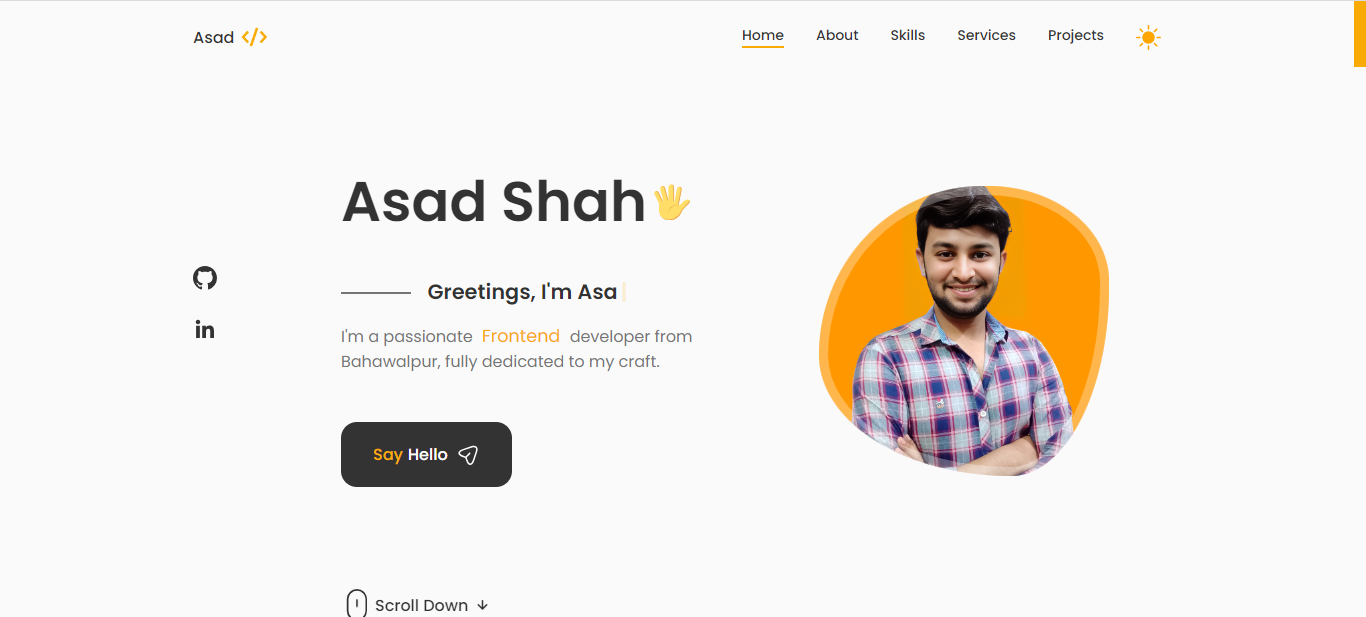 Asad </>
Home About Skills Services Projects
Asad Shah👋
Greetings, I'm Asa
I'm a passionate Frontend developer from
Bahawalpur, fully dedicated to my craft.
Say Hello
Scroll Down ↓